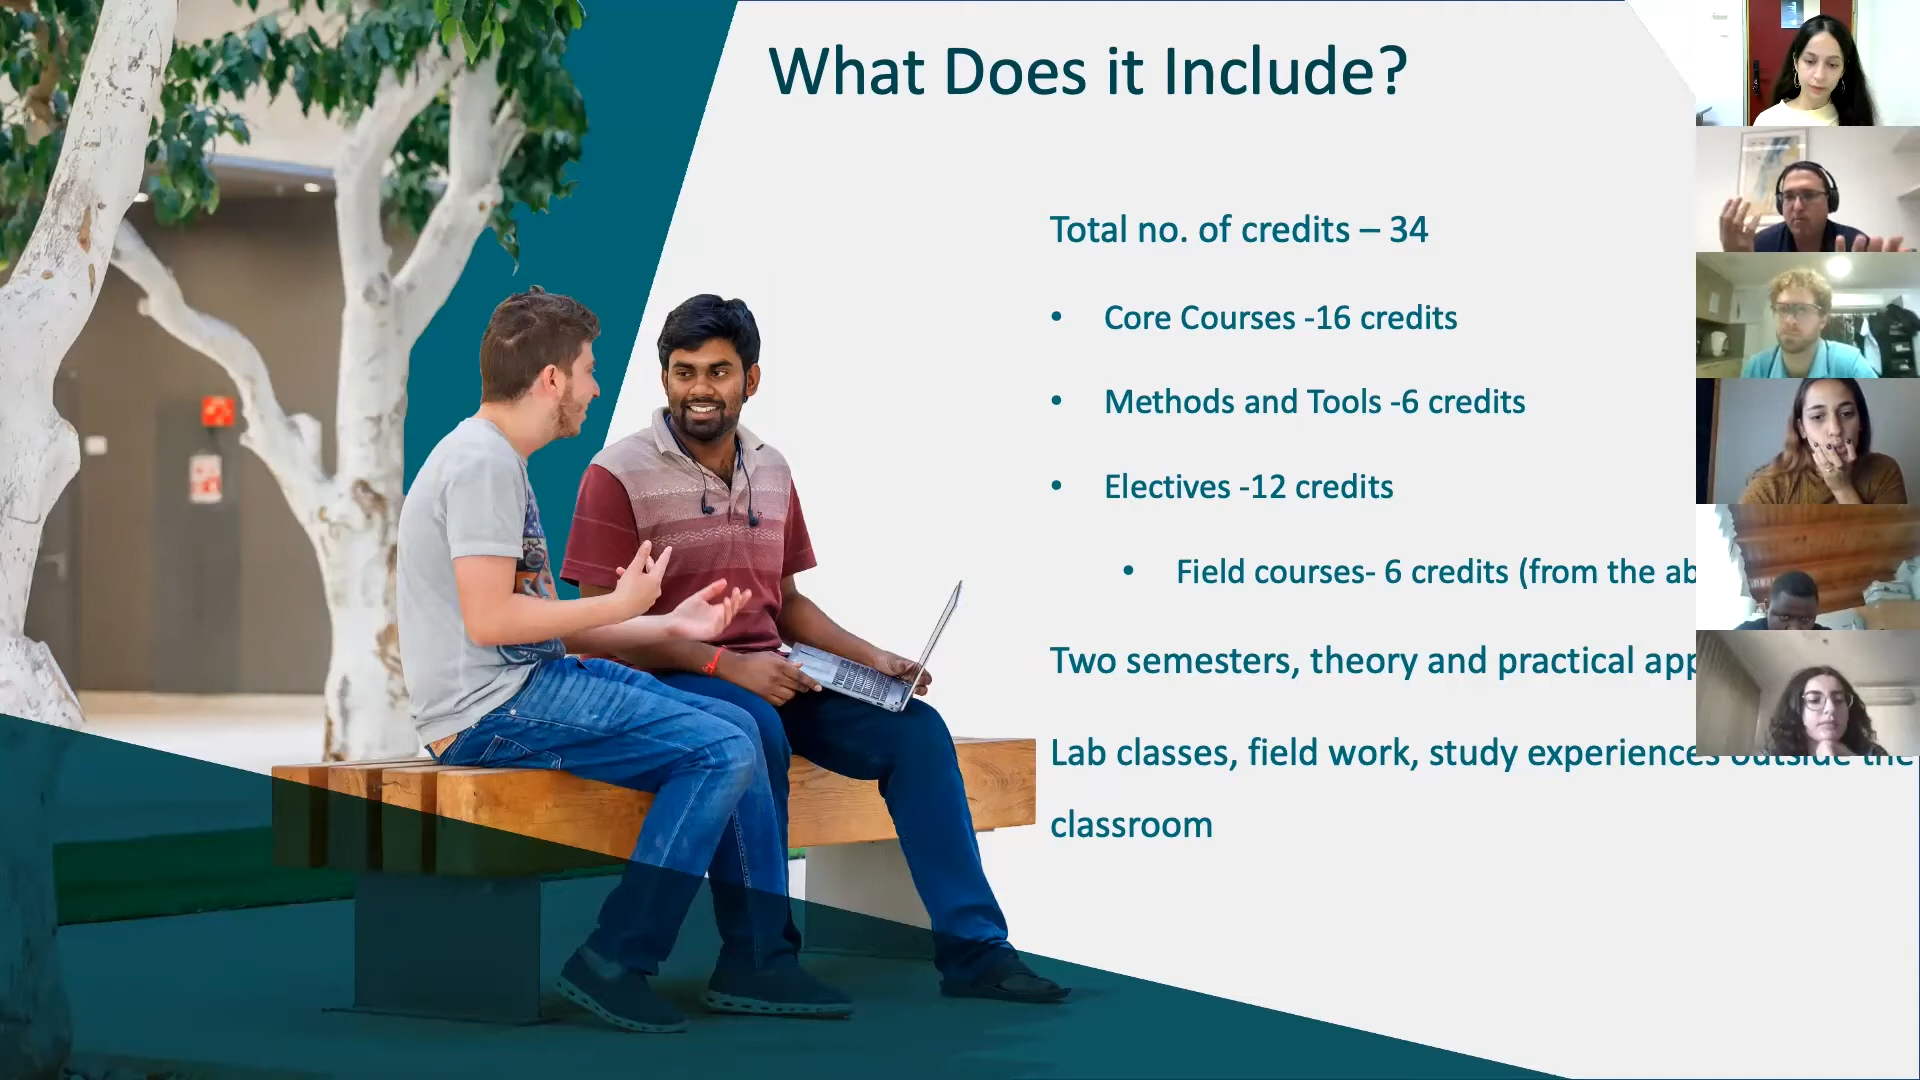 What Does it Include?
Total no. of credits – 34
• Core Courses -16 credits
• Methods and Tools -6 credits
• Electives -12 credits
• Field courses- 6 credits (from the
Two semesters, theory and practical
Lab classes, field work, study experiences outside the
classroom